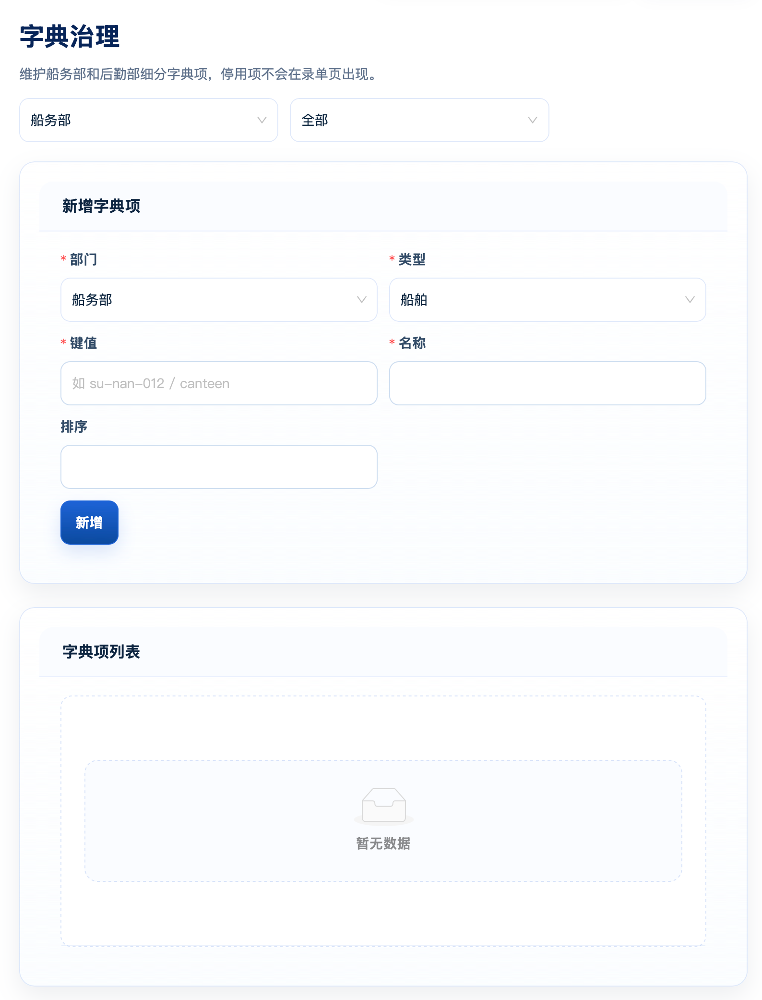 字典治理
维护船务部和后勤部细分字典项，停用项不会在录单页出现。
船务部
全部
新增字典项
* 部门
* 类型
船务部
船舶
* 键值
* 名称
如 su-nan-012 / canteen
排序
新增
字典项列表
暂无数据